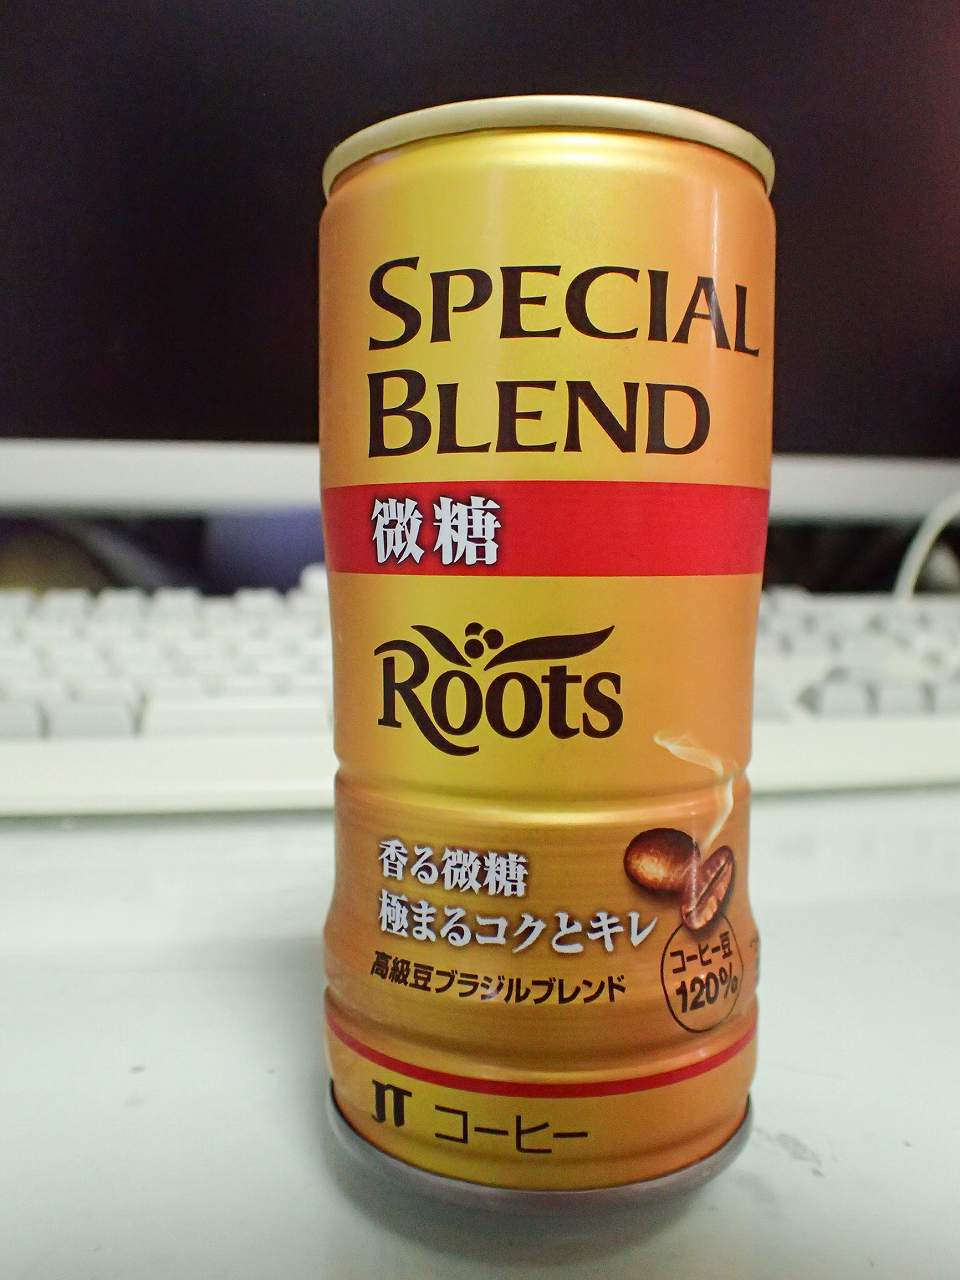 SPECIAL
BLEND
微糖
Roots
香る微糖
極まるコクとキレ
高級豆ブラジルブレンド
コーヒー豆
120%
JT コーヒー